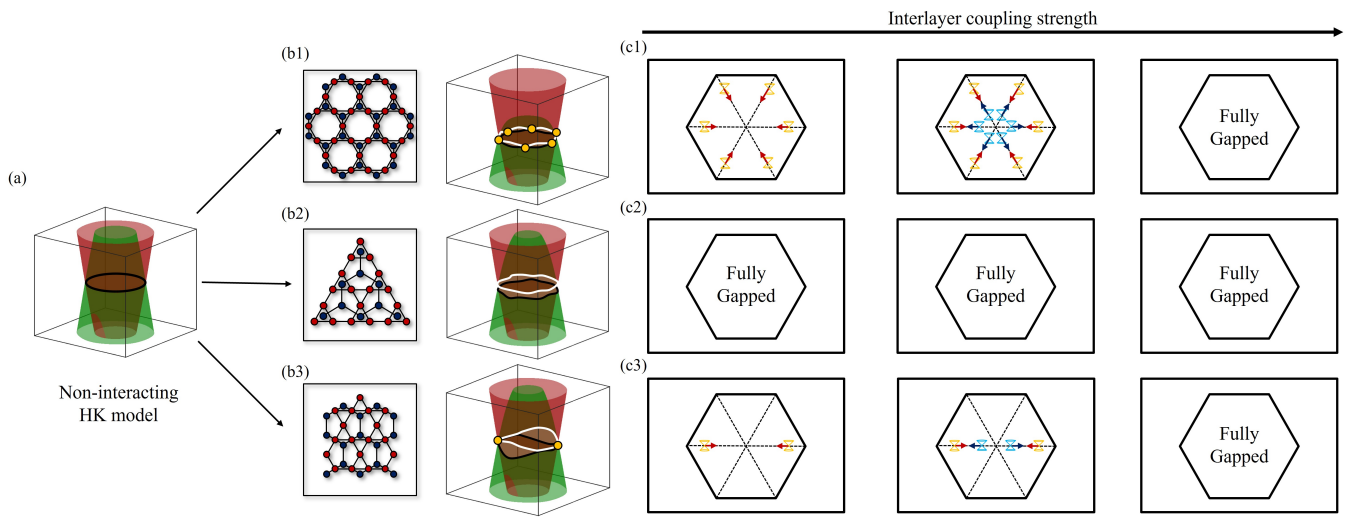 Interlayer coupling strength
(a)
Non-interacting
HK model
(b1)
(c1)
Fully
Gapped
(b2)
(c2)
Fully
Gapped
Fully
Gapped
Fully
Gapped
(b3)
(c3)
Fully
Gapped